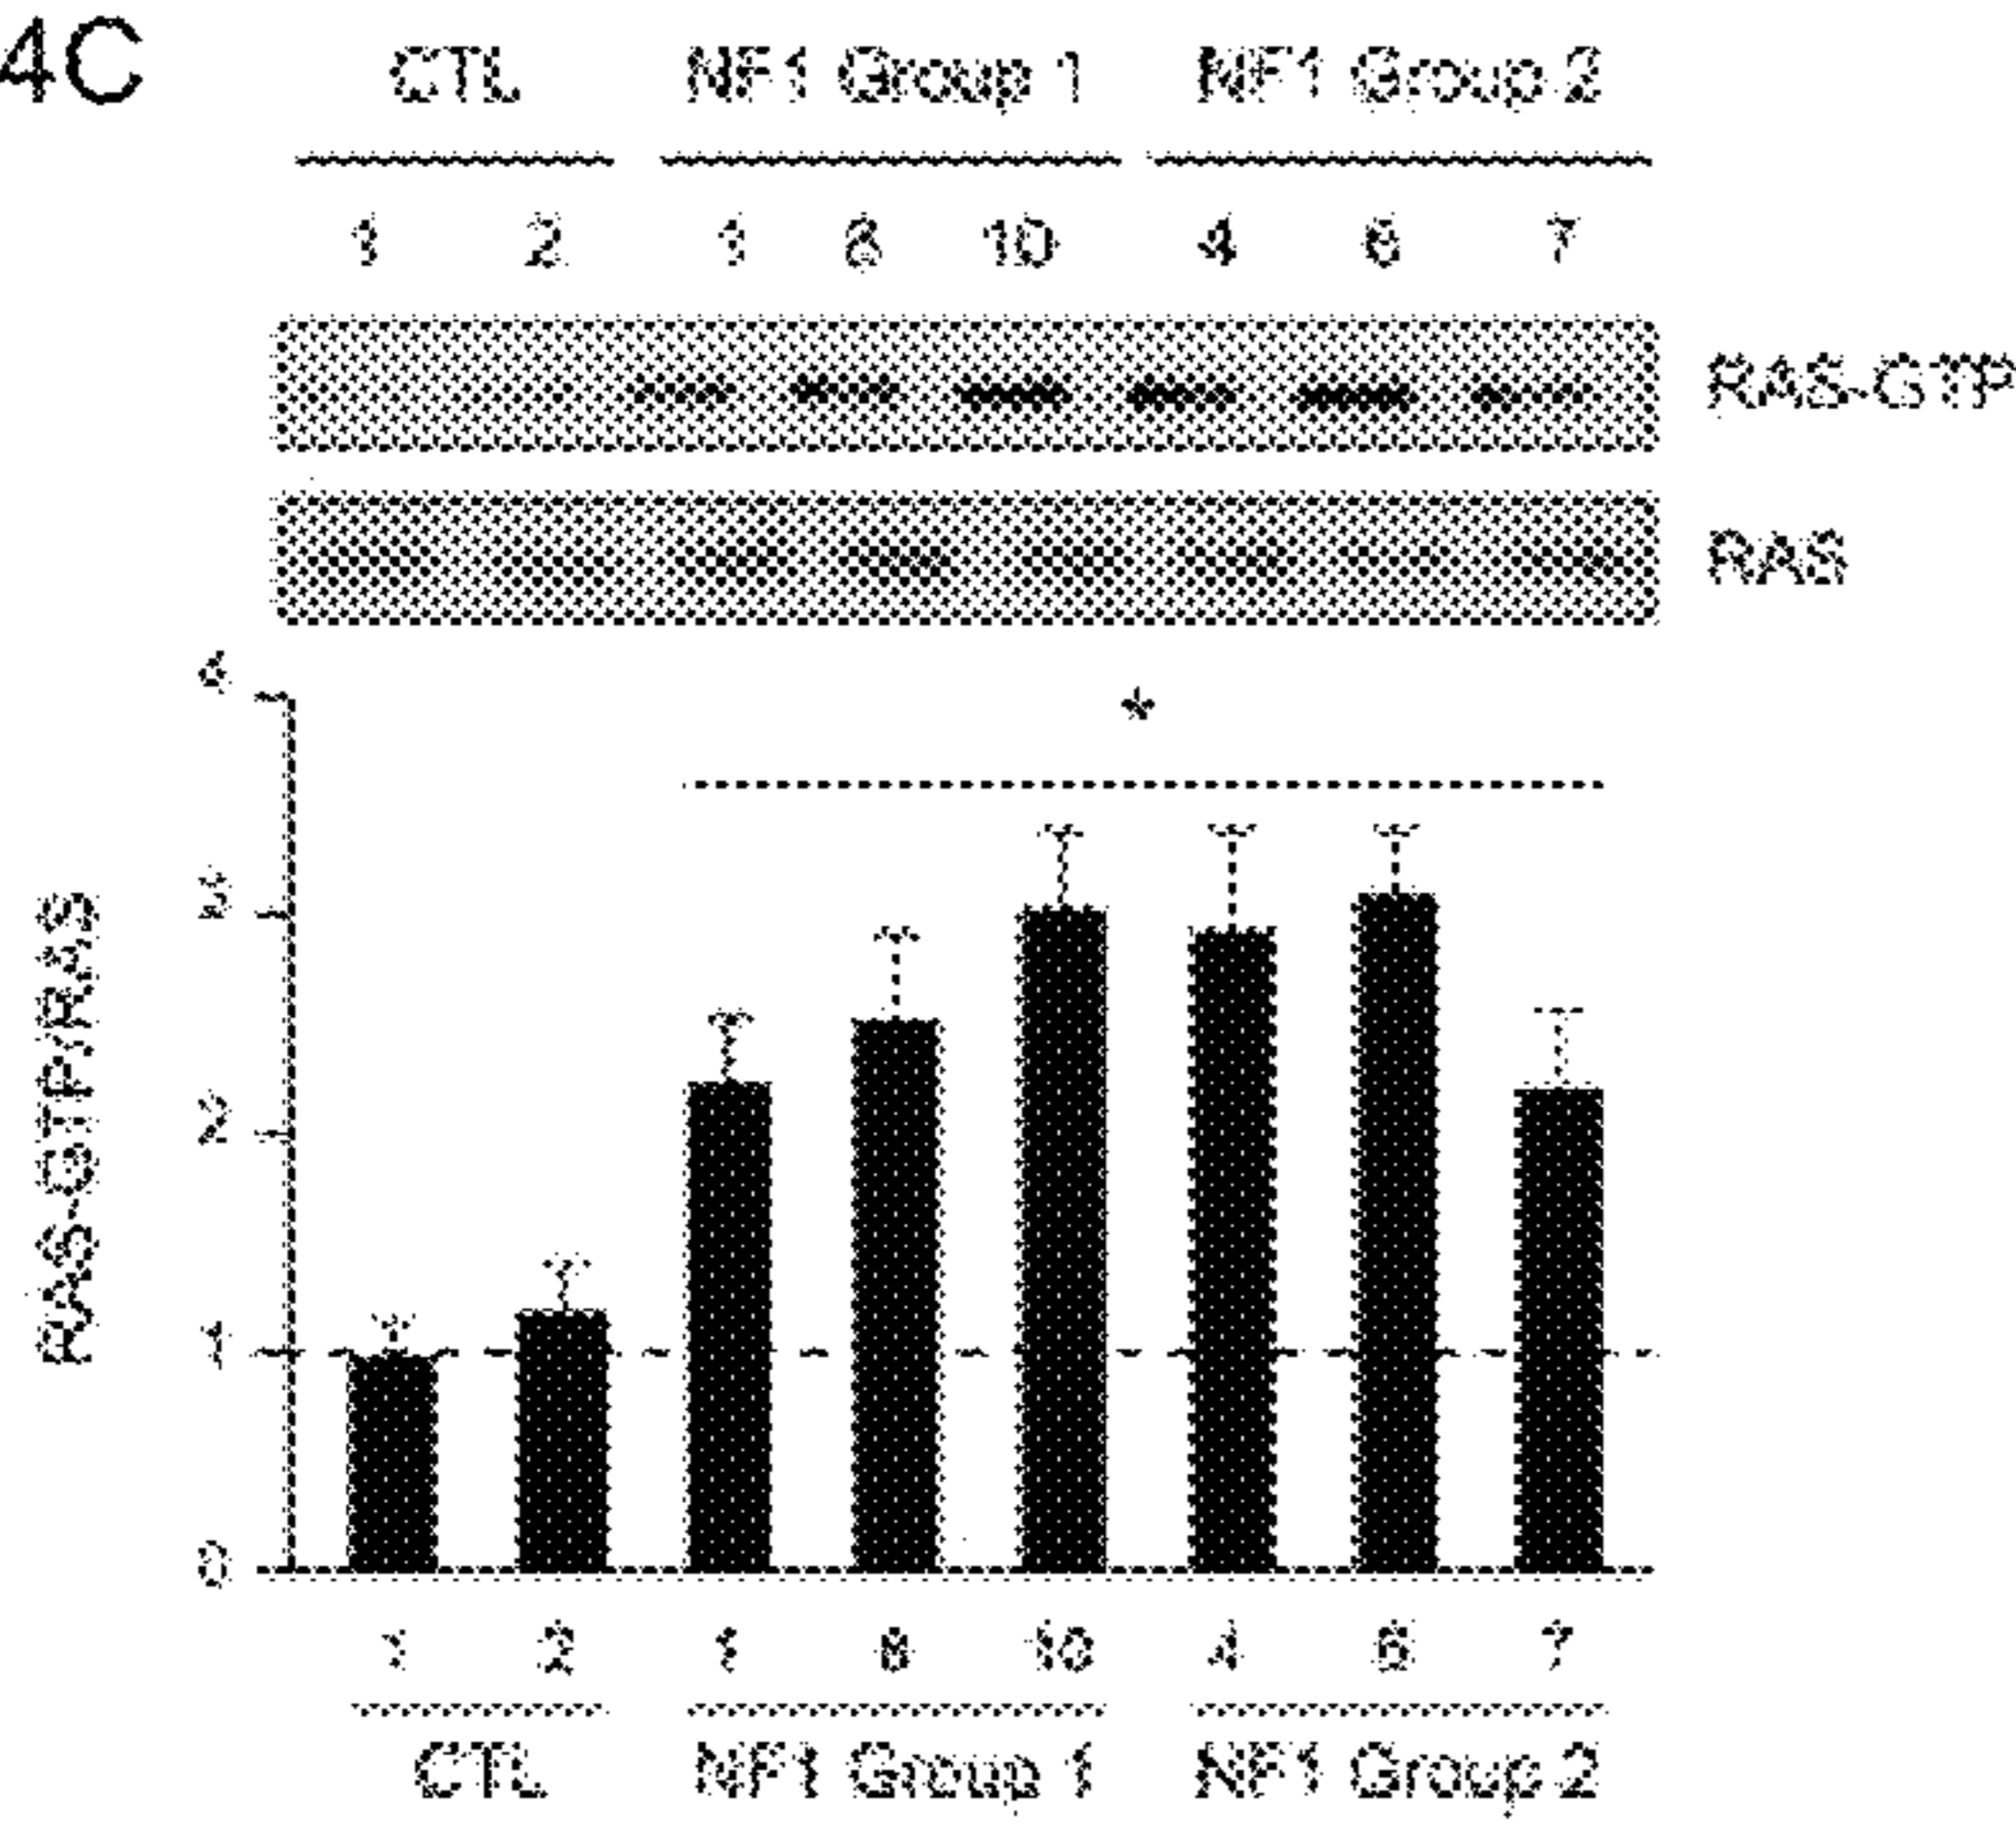 4C
CTL NF1 Group 1 NF1 Group 2
1 2 1 8 10 4 6 7
RAS-GTP
RAS
4
*
3
2
1
0
RAS-GTP/RAS
1 2 1 8 10 4 6 7
CTL NF1 Group 1 NF1 Group 2